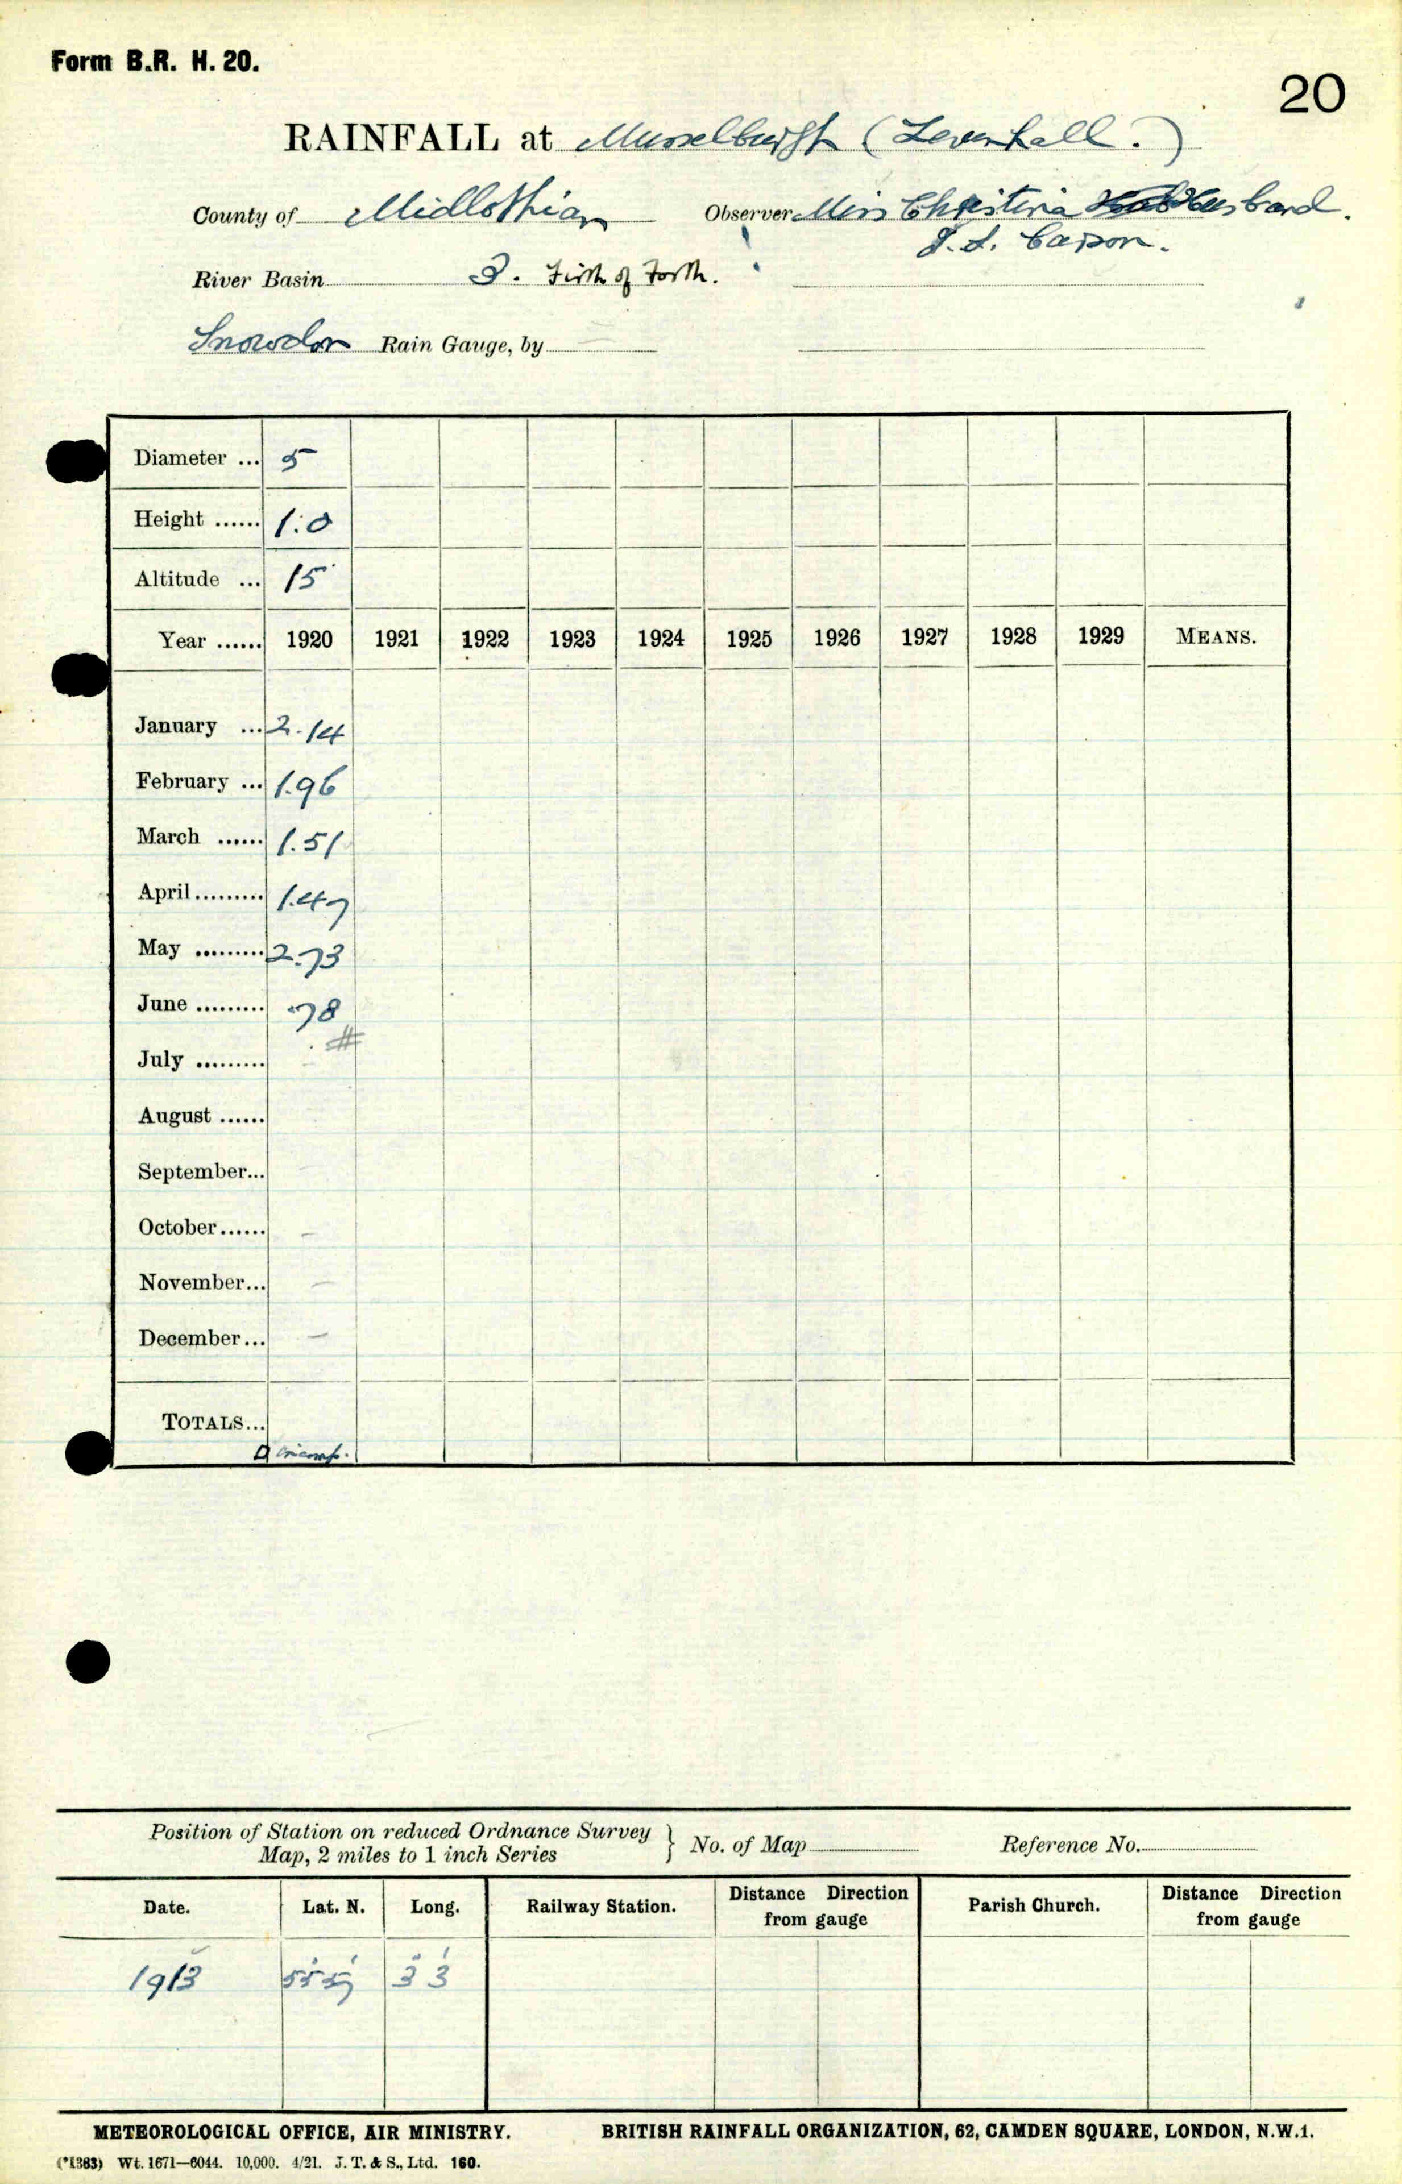 Form B.R. H. 20.
20
RAINFALL at Musselburgh (Levenhall.)
County of Midlothian Observer Miss Christina Husband.
River Basin 3. Firth of Forth.
Snowdon Rain Gauge, by
Diameter ... 5
Height ...... 1.0
Altitude ... 15
Year ...... 1920 1921 1922 1923 1924 1925 1926 1927 1928 1929 MEANS.
January ... 2.14
February ... 1.96
March ...... 1.51
April ......... 1.47
May ......... 2.73
June ......... .78
July .........
August ......
September...
October......
November...
December...
TOTALS...
Position of Station on reduced Ordnance Survey
Map, 2 miles to 1 inch Series } No. of Map Reference No.
Date. Lat. N. Long. Railway Station. Distance Direction from gauge Parish Church. Distance Direction from gauge
1913 55° 57' 3° 3'
METEOROLOGICAL OFFICE, AIR MINISTRY. BRITISH RAINFALL ORGANIZATION, 62, CAMDEN SQUARE, LONDON, N.W.1.
(*1383) Wt. 1671—6044. 10,000. 4/21. J. T. & S., Ltd. 160.